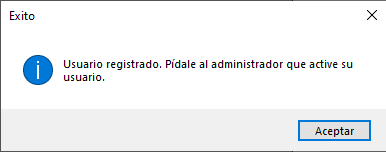 Exito
Usuario registrado. Pídale al administrador que active su
usuario.
Aceptar